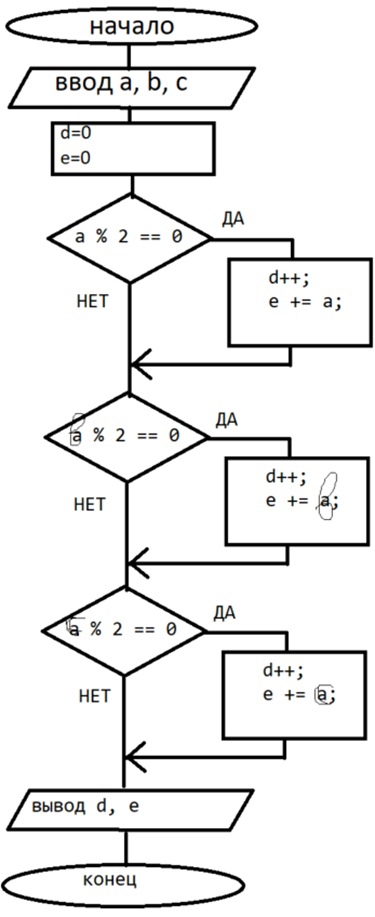 начало
ввод a, b, c
d=0
e=0
a % 2 == 0
ДА
d++;
e += a;
НЕТ
a % 2 == 0
ДА
d++;
e += a;
НЕТ
a % 2 == 0
ДА
d++;
e += a;
НЕТ
вывод d, e
конец